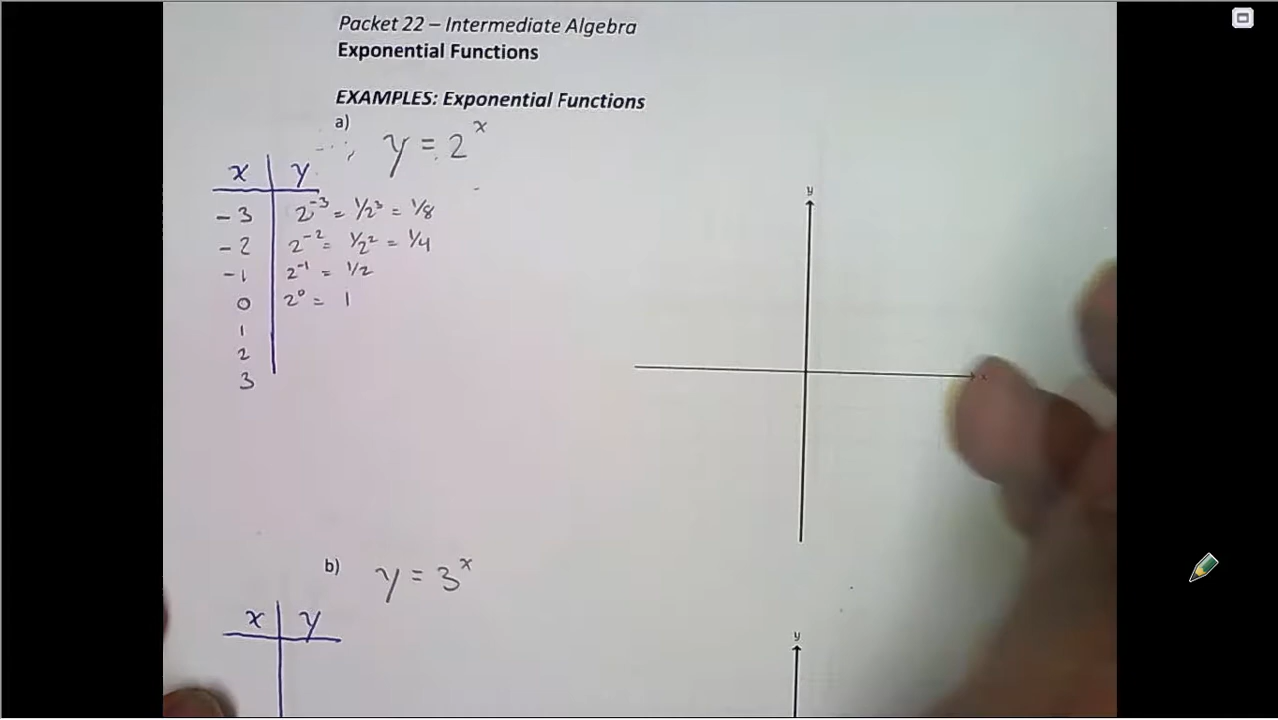 Packet 22 – Intermediate Algebra
Exponential Functions
EXAMPLES: Exponential Functions
a) y = 2^x
x | y
-3 | 2^-3 = 1/2^3 = 1/8
-2 | 2^-2 = 1/2^2 = 1/4
-1 | 2^-1 = 1/2
0 | 2^0 = 1
1
2
3
y
x
b) y = 3^x
x | y
y